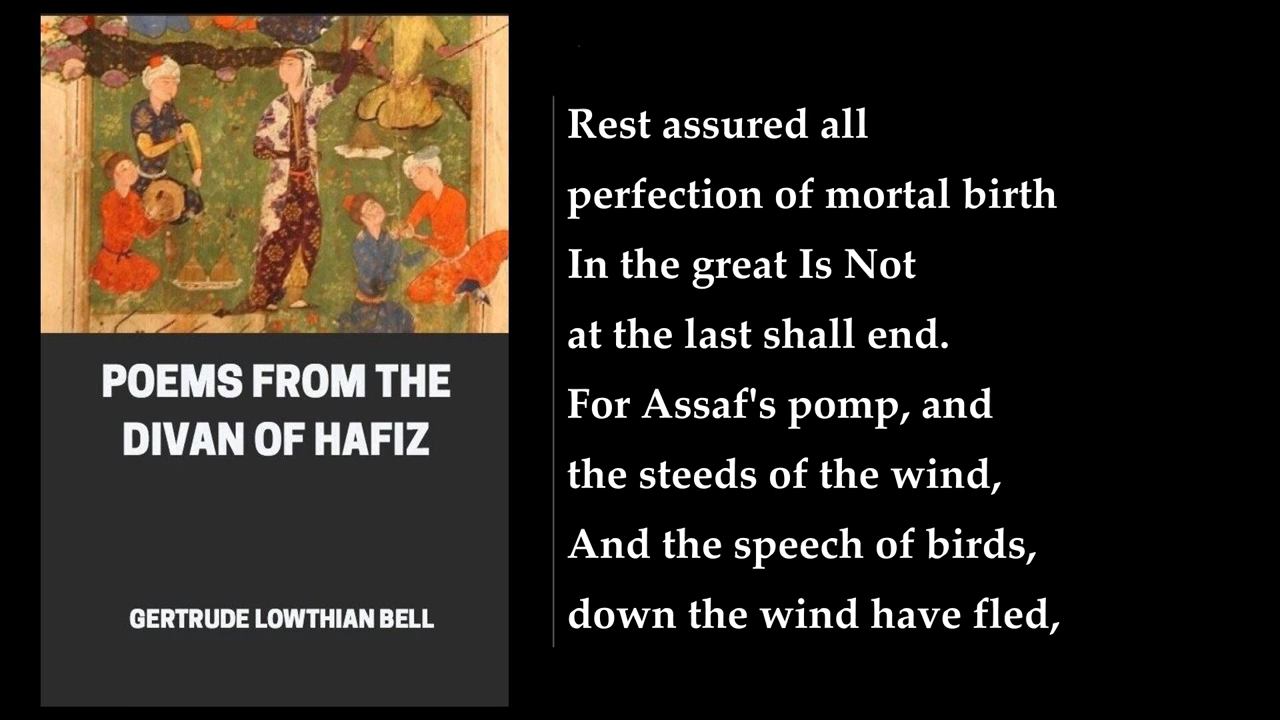 POEMS FROM THE
DIVAN OF HAFIZ
GERTRUDE LOWTHIAN BELL
Rest assured all
perfection of mortal birth
In the great Is Not
at the last shall end.
For Assaf's pomp, and
the steeds of the wind,
And the speech of birds,
down the wind have fled,